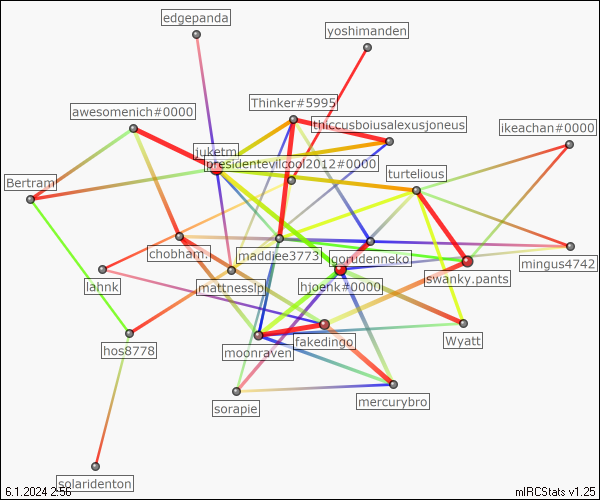 edgepanda
yoshimanden
Thinker#5995
awesomenich#0000
thiccusboiusalexusjoneus
ikeachan#0000
juketm
presidentevilcool2012#0000
turtelious
Bertram
chobham.
maddiee3773
goriidenneko
mingus4742
lahnk
mattnesslp
hjoenk#0000
swanky.pants
hos8778
moonraven
fakedingo
Wyatt
sorapie
mercurybro
solaridenton
6.1.2024 2:56
mIRCStats v1.25